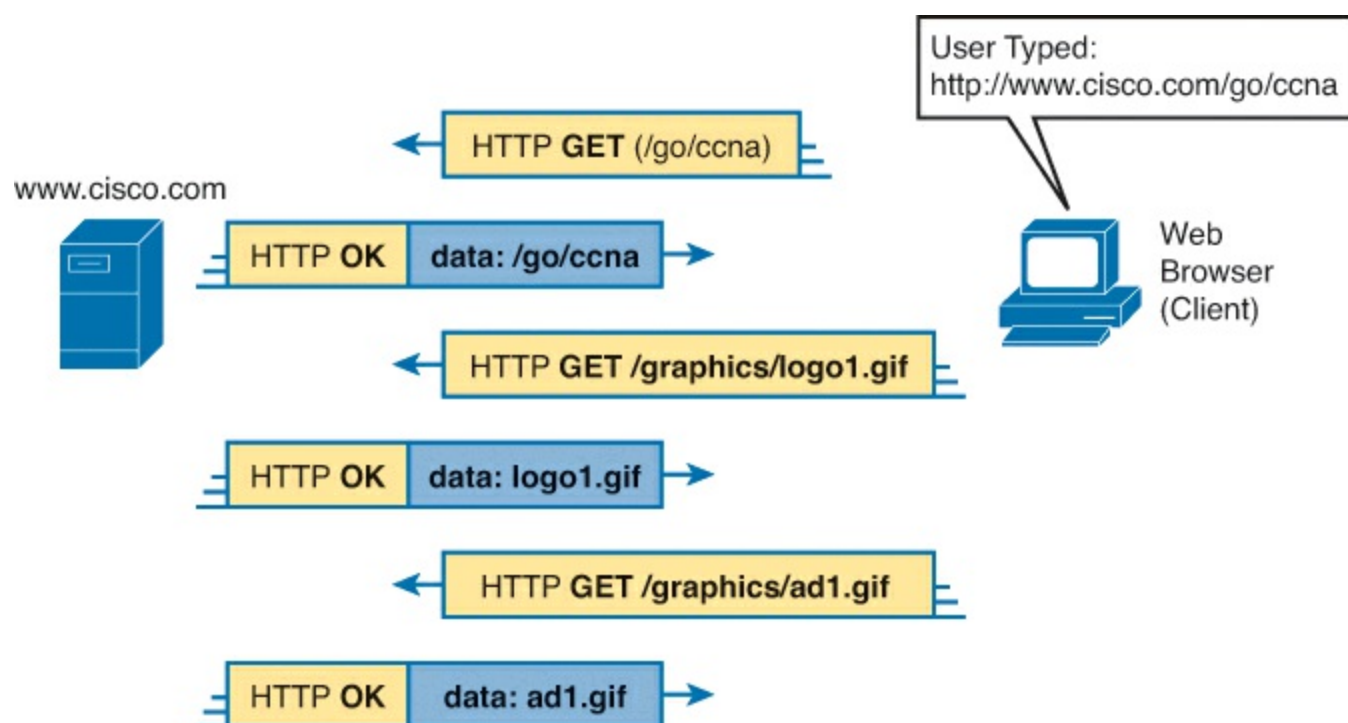 User Typed:
http://www.cisco.com/go/ccna
HTTP GET (/go/ccna)
www.cisco.com
HTTP OK data: /go/ccna
Web
Browser
(Client)
HTTP GET /graphics/logo1.gif
HTTP OK data: logo1.gif
HTTP GET /graphics/ad1.gif
HTTP OK data: ad1.gif